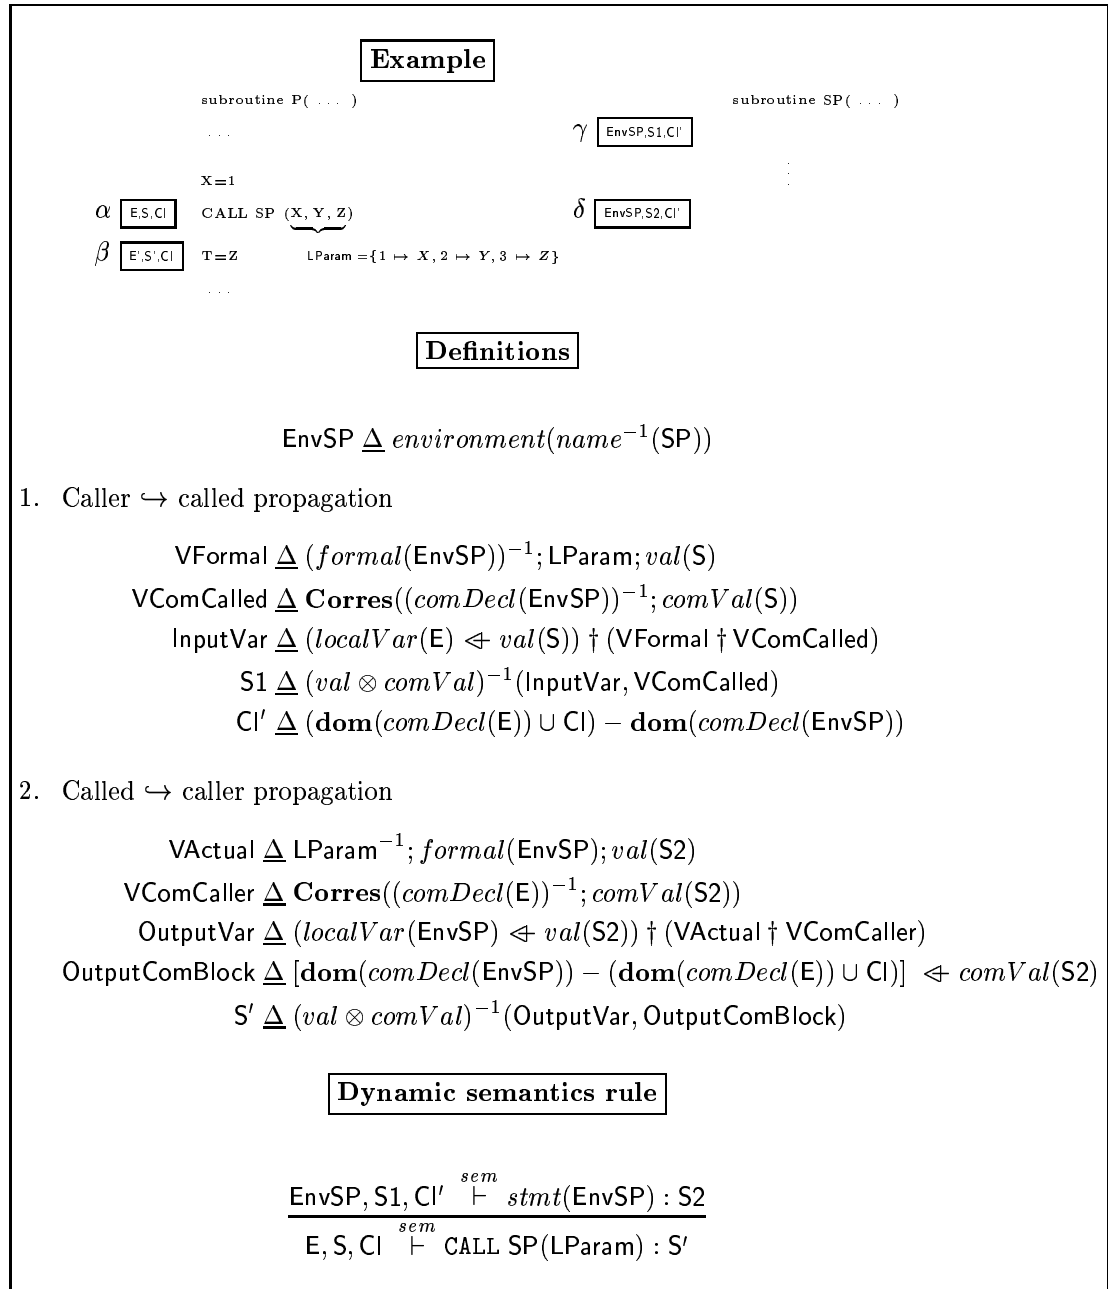 Example
subroutine P( . . . )
subroutine SP( . . . )
. . .
γ EnvSP,S1,Cl'
⋮
X=1
α E,S,Cl CALL SP (X, Y, Z)
δ EnvSP,S2,Cl'
β E',S',Cl T=Z LParam ={1 ↦ X, 2 ↦ Y, 3 ↦ Z}
. . .
Definitions
EnvSP ≜ environment(name⁻¹(SP))
1. Caller ↪ called propagation
VFormal ≜ (formal(EnvSP))⁻¹; LParam; val(S)
VComCalled ≜ Corres((comDecl(EnvSP))⁻¹; comVal(S))
InputVar ≜ (localVar(E) ⩤ val(S)) † (VFormal † VComCalled)
S1 ≜ (val ⊗ comVal)⁻¹(InputVar, VComCalled)
Cl′ ≜ (dom(comDecl(E)) ∪ Cl) − dom(comDecl(EnvSP))
2. Called ↪ caller propagation
VActual ≜ LParam⁻¹; formal(EnvSP); val(S2)
VComCaller ≜ Corres((comDecl(E))⁻¹; comVal(S2))
OutputVar ≜ (localVar(EnvSP) ⩤ val(S2)) † (VActual † VComCaller)
OutputComBlock ≜ [dom(comDecl(EnvSP)) − (dom(comDecl(E)) ∪ Cl)] ⩤ comVal(S2)
S′ ≜ (val ⊗ comVal)⁻¹(OutputVar, OutputComBlock)
Dynamic semantics rule
sem
EnvSP, S1, Cl′ ⊢ stmt(EnvSP) : S2
sem
E, S, Cl ⊢ CALL SP(LParam) : S′